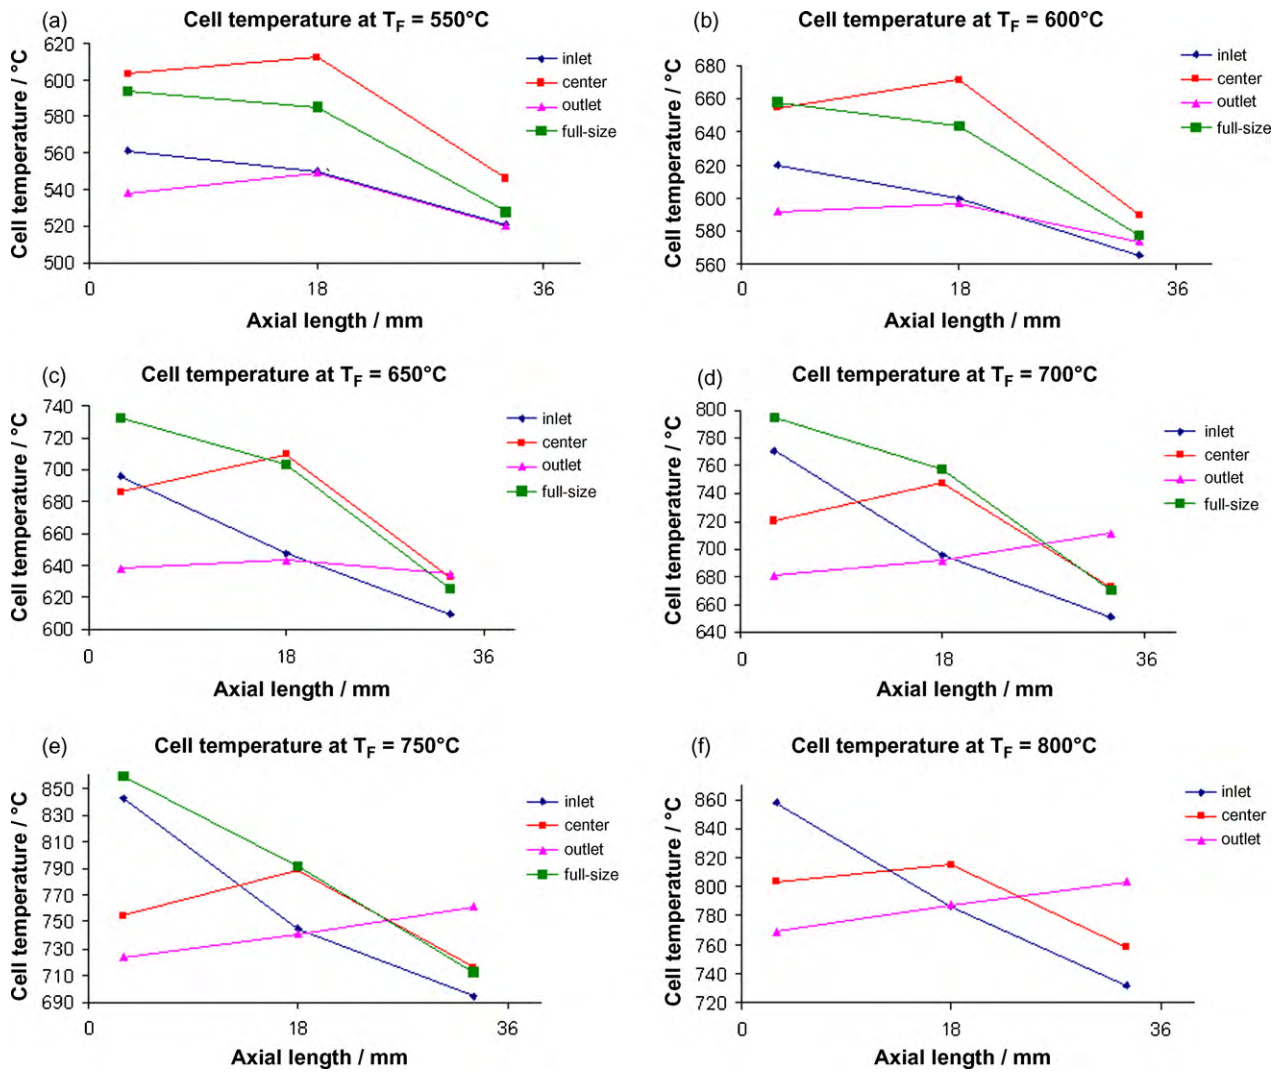 (a) Cell temperature at TF = 550°C
Cell temperature / °C
620
600
580
560
540
520
500
0 18 36
Axial length / mm
inlet
center
outlet
full-size
(b) Cell temperature at TF = 600°C
Cell temperature / °C
680
660
640
620
600
580
560
0 18 36
Axial length / mm
inlet
center
outlet
full-size
(c) Cell temperature at TF = 650°C
Cell temperature / °C
740
720
700
680
660
640
620
600
0 18 36
Axial length / mm
inlet
center
outlet
full-size
(d) Cell temperature at TF = 700°C
Cell temperature / °C
800
780
760
740
720
700
680
660
640
0 18 36
Axial length / mm
inlet
center
outlet
full-size
(e) Cell temperature at TF = 750°C
Cell temperature / °C
850
830
810
790
770
750
730
710
690
0 18 36
Axial length / mm
inlet
center
outlet
full-size
(f) Cell temperature at TF = 800°C
Cell temperature / °C
860
840
820
800
780
760
740
720
0 18 36
Axial length / mm
inlet
center
outlet